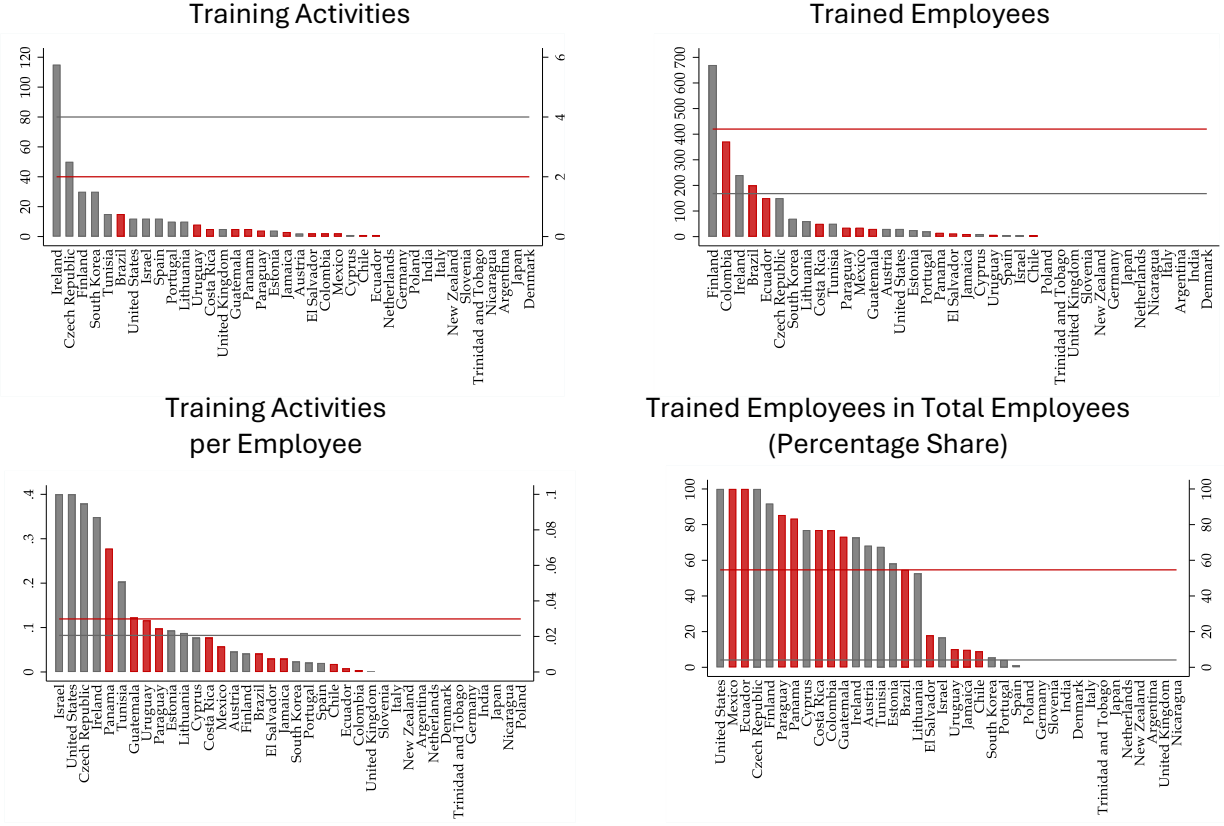 Training Activities
Trained Employees
0 20 40 60 80 100 120
0 2 4 6
Ireland
Czech Republic
Finland
South Korea
Tunisia
Brazil
United States
Israel
Spain
Portugal
Lithuania
Uruguay
Costa Rica
United Kingdom
Guatemala
Panama
Paraguay
Estonia
Jamaica
Austria
El Salvador
Colombia
Mexico
Cyprus
Chile
Ecuador
Netherlands
Germany
Poland
India
Italy
New Zealand
Slovenia
Trinidad and Tobago
Nicaragua
Argentina
Japan
Denmark
0 100 200 300 400 500 600 700
Finland
Colombia
Ireland
Brazil
Ecuador
Czech Republic
South Korea
Lithuania
Costa Rica
Tunisia
Paraguay
Mexico
Guatemala
Austria
United States
Estonia
Portugal
Panama
El Salvador
Jamaica
Cyprus
Uruguay
Spain
Israel
Chile
Poland
Trinidad and Tobago
United Kingdom
Slovenia
New Zealand
Germany
Japan
Netherlands
Nicaragua
Italy
Argentina
India
Denmark
Training Activities
per Employee
Trained Employees in Total Employees
(Percentage Share)
0 .1 .2 .3 .4
0 .02 .04 .06 .08 .1
Israel
United States
Czech Republic
Ireland
Panama
Tunisia
Guatemala
Uruguay
Paraguay
Estonia
Lithuania
Cyprus
Costa Rica
Mexico
Austria
Finland
Brazil
El Salvador
Jamaica
South Korea
Portugal
Spain
Chile
Ecuador
Colombia
United Kingdom
Slovenia
Italy
New Zealand
Argentina
Netherlands
Denmark
Trinidad and Tobago
Germany
India
Japan
Nicaragua
Poland
0 20 40 60 80 100
0 20 40 60 80 100
United States
Mexico
Ecuador
Czech Republic
Finland
Paraguay
Panama
Cyprus
Costa Rica
Colombia
Guatemala
Ireland
Austria
Tunisia
Estonia
Brazil
Lithuania
El Salvador
Israel
Uruguay
Jamaica
Chile
South Korea
Portugal
Spain
Poland
Germany
Slovenia
India
Denmark
Italy
Trinidad and Tobago
Japan
Netherlands
New Zealand
Argentina
United Kingdom
Nicaragua